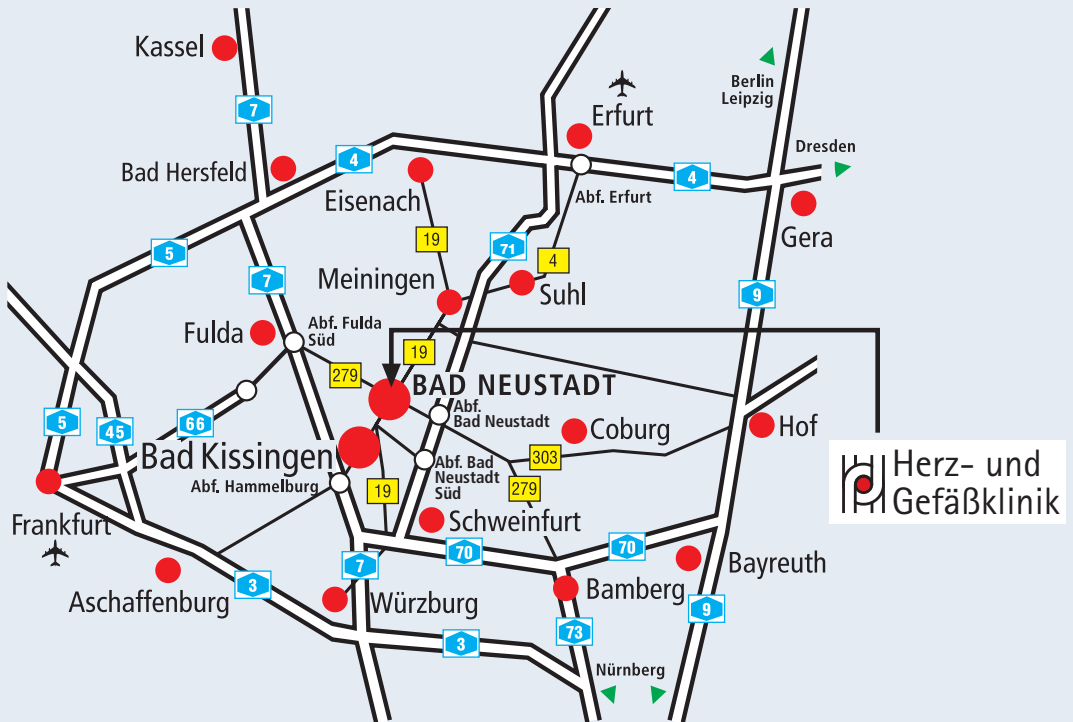 Kassel
7
Berlin
Leipzig
Erfurt
Dresden
Bad Hersfeld
4
4
Abf. Erfurt
Eisenach
Gera
5
19
71
4
7
Meiningen
Suhl
9
Fulda
Abf. Fulda
Süd
19
279
BAD NEUSTADT
Abf.
Bad Neustadt
5
45
66
Coburg
Hof
Bad Kissingen
303
Herz- und
Gefäßklinik
Abf. Hammelburg
19
Abf. Bad
Neustadt
Süd
279
Frankfurt
Schweinfurt
70
70
Bayreuth
7
Aschaffenburg
3
Würzburg
Bamberg
9
3
73
Nürnberg